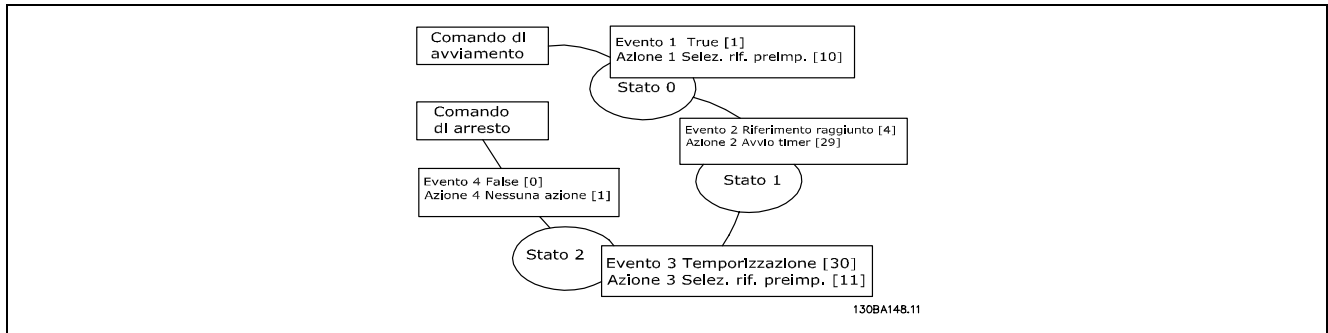 Comando di
avviamento
Evento 1 True [1]
Azione 1 Selez. rif. preimp. [10]
Stato 0
Comando
di arresto
Evento 2 Riferimento raggiunto [4]
Azione 2 Avvio timer [29]
Stato 1
Evento 4 False [0]
Azione 4 Nessuna azione [1]
Stato 2
Evento 3 Temporizzazione [30]
Azione 3 Selez. rif. preimp. [11]
130BA148.11